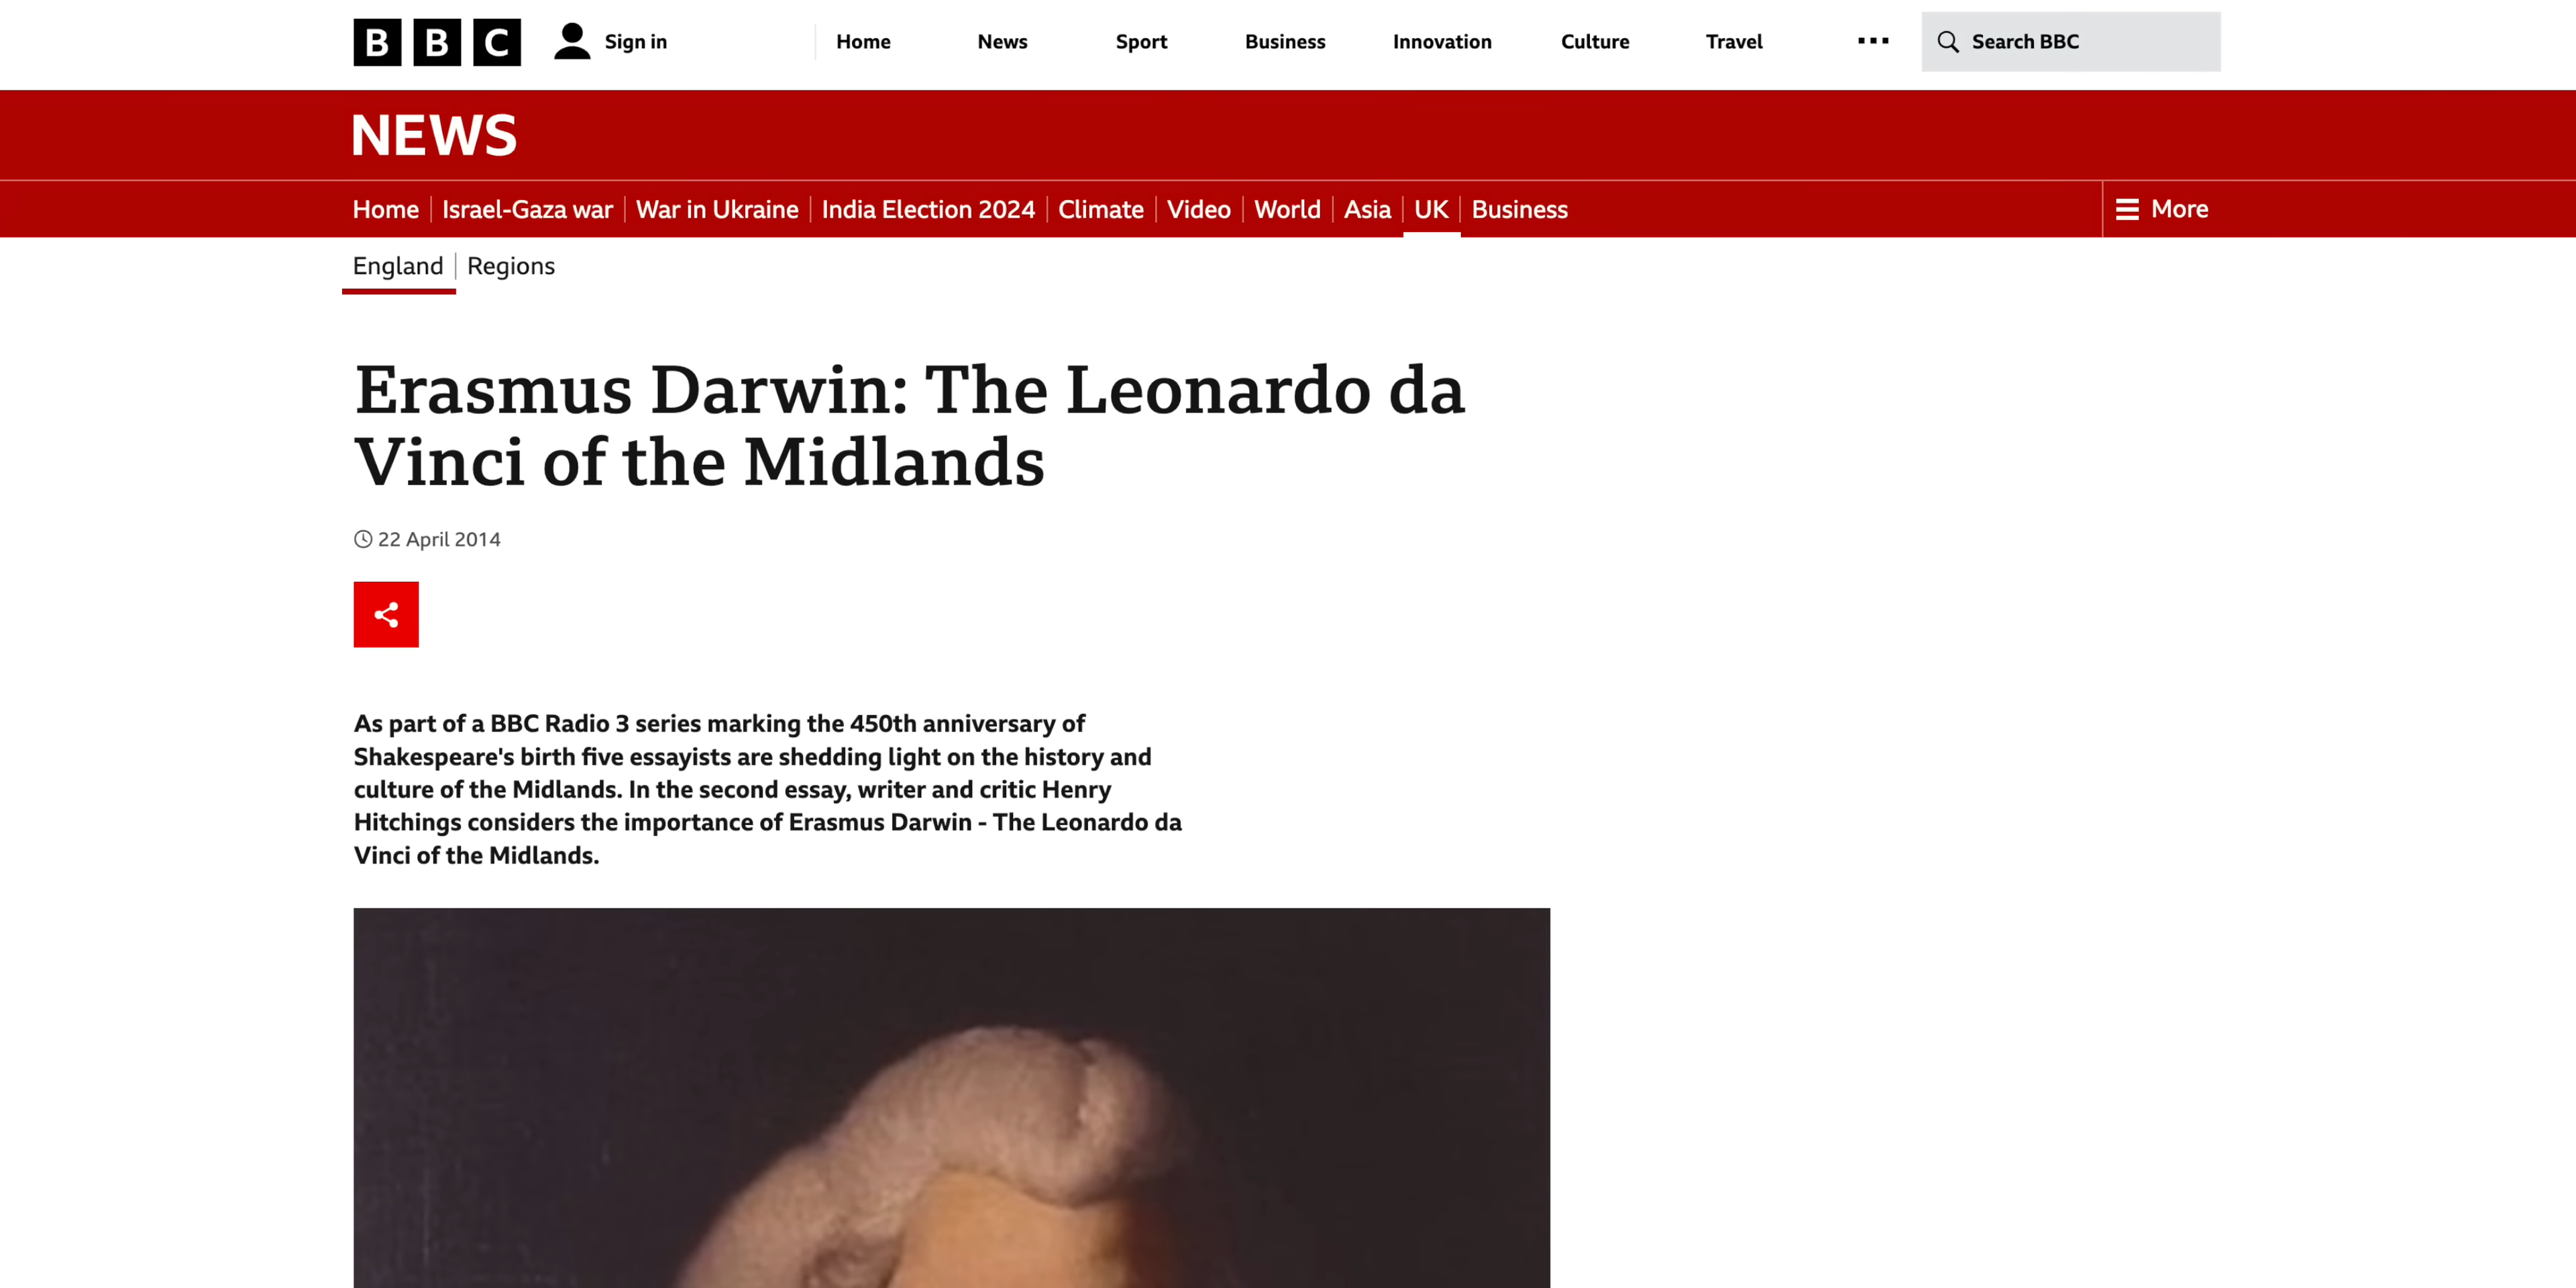 BBC Sign in Home News Sport Business Innovation Culture Travel ... Search BBC
NEWS
Home Israel-Gaza war War in Ukraine India Election 2024 Climate Video World Asia UK Business More
England Regions
Erasmus Darwin: The Leonardo da
Vinci of the Midlands
22 April 2014
As part of a BBC Radio 3 series marking the 450th anniversary of
Shakespeare's birth five essayists are shedding light on the history and
culture of the Midlands. In the second essay, writer and critic Henry
Hitchings considers the importance of Erasmus Darwin - The Leonardo da
Vinci of the Midlands.